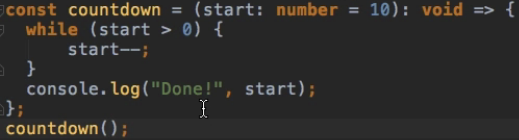 const countdown = (start: number = 10): void => {
  while (start > 0) {
    start--;
  }
  console.log("Done!", start);
};
countdown();